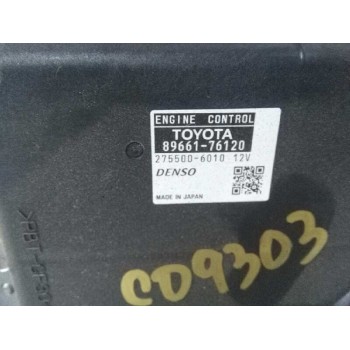 ENGINE CONTROL
TOYOTA
89661-76120
275500-6010 12V
DENSO
MADE IN JAPAN
CD9303